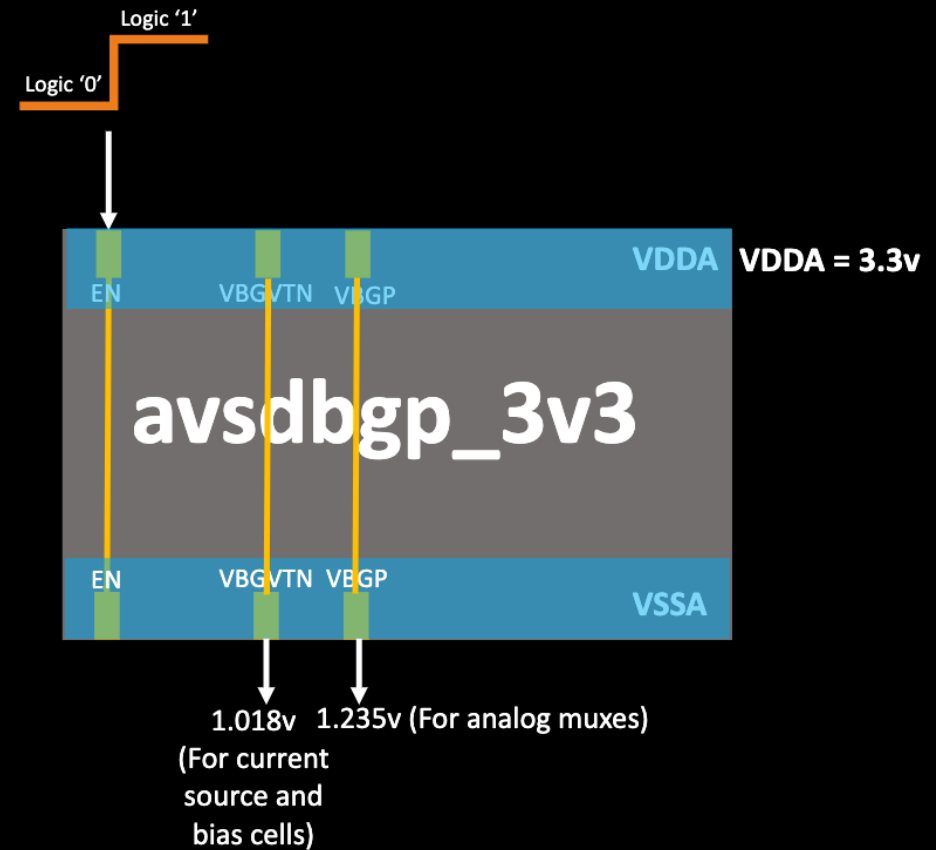 Logic ‘1’
Logic ‘0’
VDDA VDDA = 3.3v
EN VBGVTN VBGP
avsdbgp_3v3
EN VBGVTN VBGP
VSSA
1.018v 1.235v (For analog muxes)
(For current
source and
bias cells)